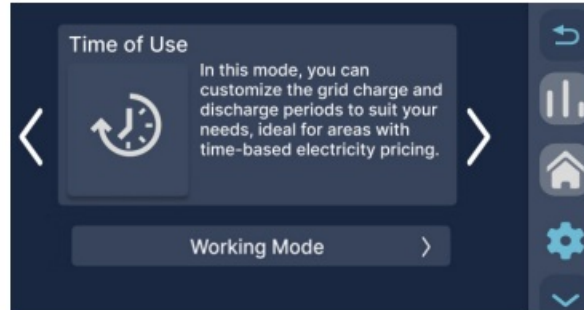 Time of Use
In this mode, you can
customize the grid charge and
discharge periods to suit your
needs, ideal for areas with
time-based electricity pricing.
Working Mode